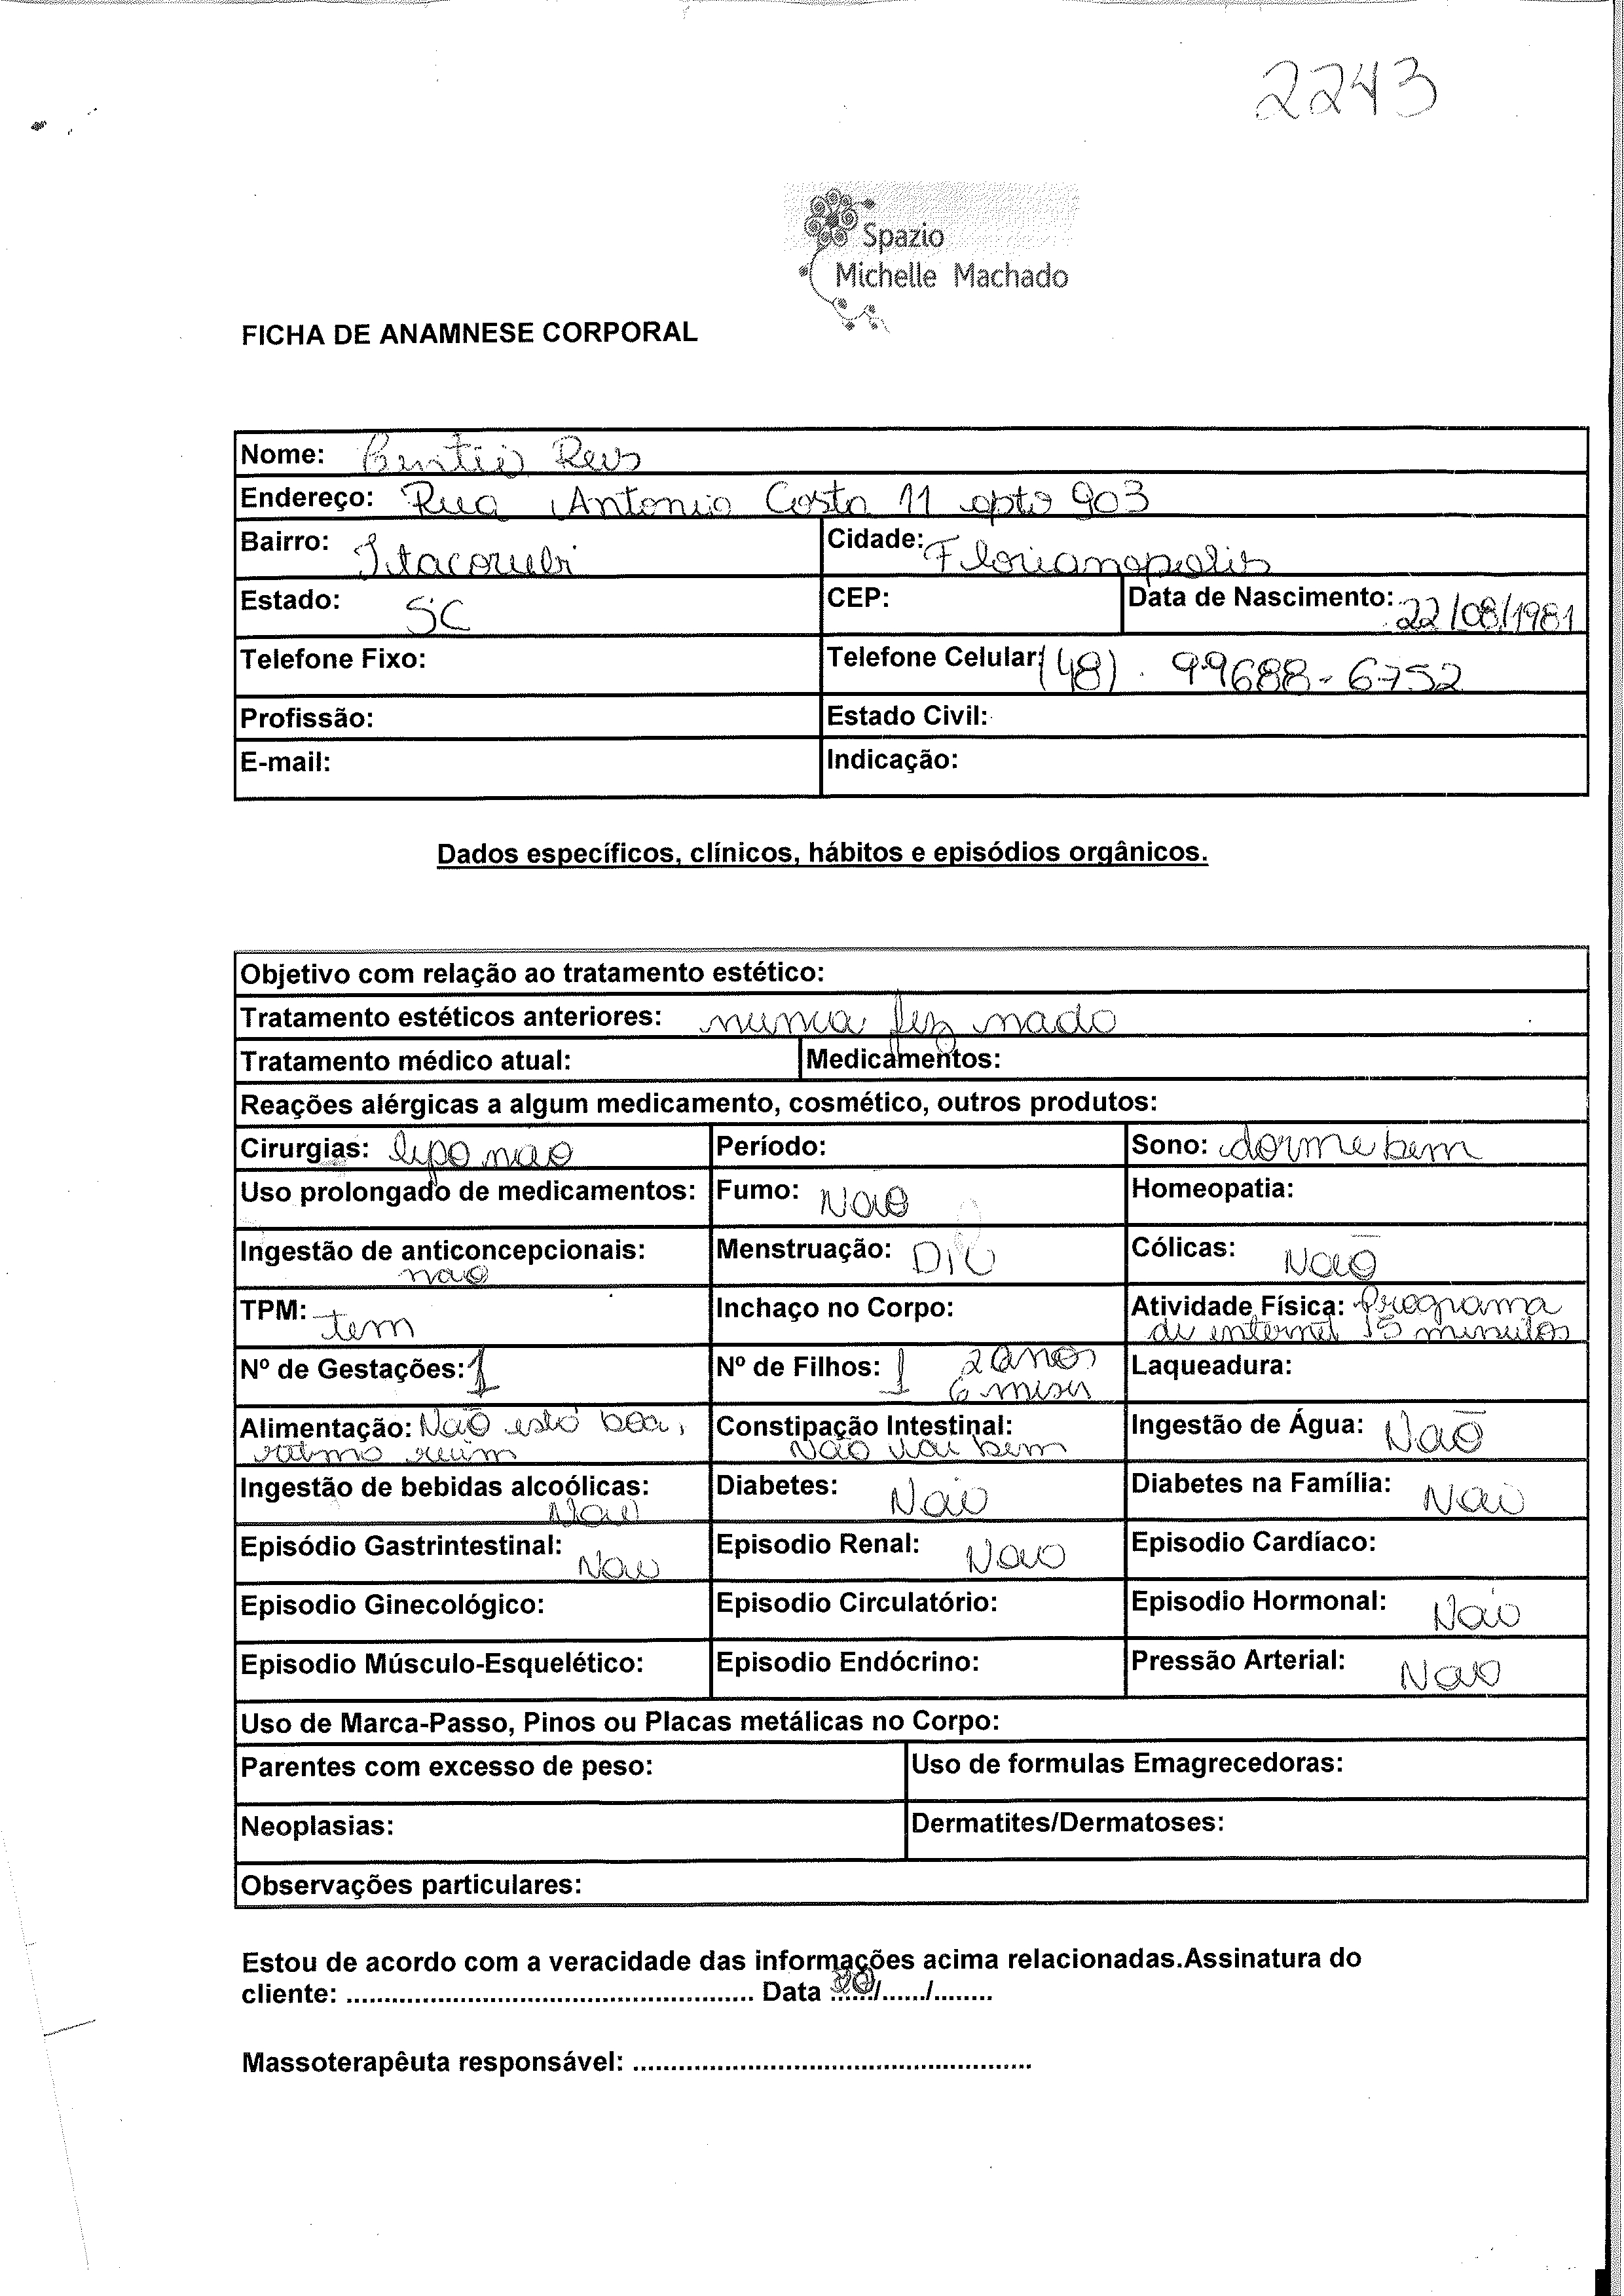 2243
Spazio
Michelle Machado
FICHA DE ANAMNESE CORPORAL
Nome: Reis
Endereço: Rua Antonio Costa 11 apto 903
Bairro: Itacorubi Cidade: Florianopolis
Estado: SC CEP: Data de Nascimento: 22/08/1981
Telefone Fixo: Telefone Celular: (48) 99688-6752
Profissão: Estado Civil:
E-mail: Indicação:
Dados específicos, clínicos, hábitos e episódios orgânicos.
Objetivo com relação ao tratamento estético:
Tratamento estéticos anteriores: nunca fez nada
Tratamento médico atual: Medicamentos:
Reações alérgicas a algum medicamento, cosmético, outros produtos:
Cirurgias: lipo nao Período: Sono: dorme bem
Uso prolongado de medicamentos: Fumo: Nao Homeopatia:
Ingestão de anticoncepcionais: Menstruação: DIU Cólicas: Não
nao
TPM: tem Inchaço no Corpo: Atividade Física: Programa
de internet 15 minutos
Nº de Gestações: 1 Nº de Filhos: 1 2 anos Laqueadura:
6 meses
Alimentação: Não está boa, Constipação Intestinal: Ingestão de Água: Não
ritmo ruim Não vai bem
Ingestão de bebidas alcoólicas: Diabetes: Não Diabetes na Família: Não
Nao
Episódio Gastrintestinal: Nao Episodio Renal: Nao Episodio Cardíaco:
Episodio Ginecológico: Episodio Circulatório: Episodio Hormonal: Não
Episodio Músculo-Esquelético: Episodio Endócrino: Pressão Arterial: Nao
Uso de Marca-Passo, Pinos ou Placas metálicas no Corpo:
Parentes com excesso de peso: Uso de formulas Emagrecedoras:
Neoplasias: Dermatites/Dermatoses:
Observações particulares:
Estou de acordo com a veracidade das informações acima relacionadas.Assinatura do
cliente: ...................................................... Data ....../....../........
Massoterapêuta responsável: .....................................................